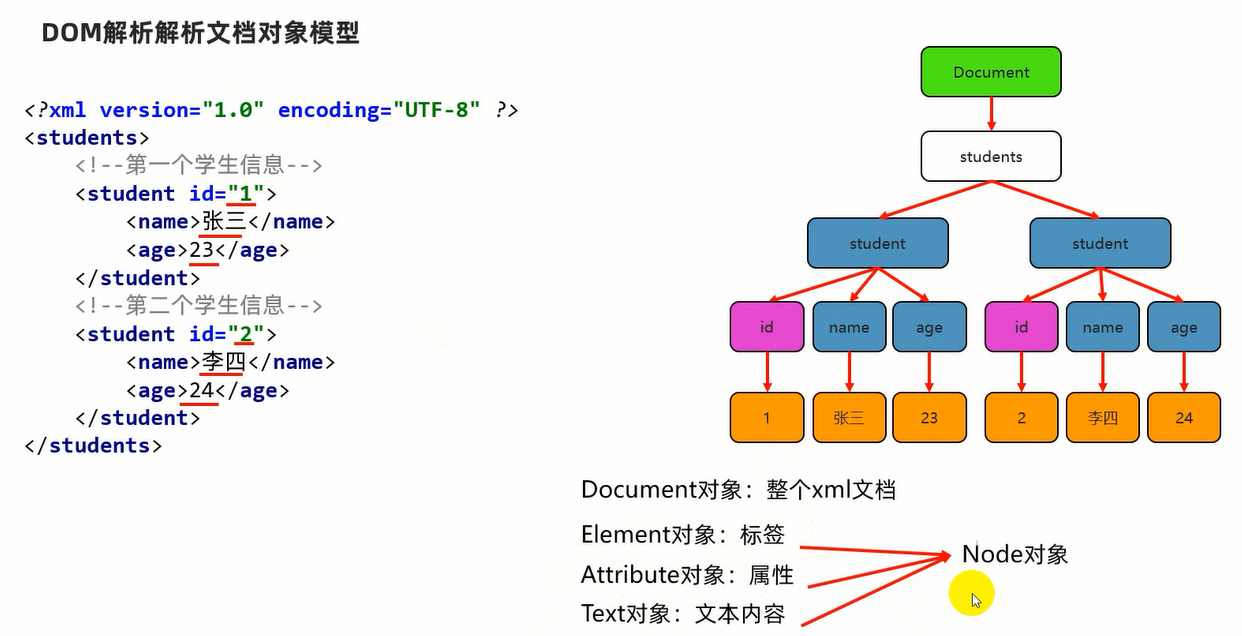 DOM解析解析文档对象模型
<?xml version="1.0" encoding="UTF-8" ?>
<students>
<!--第一个学生信息-->
<student id="1">
<name>张三</name>
<age>23</age>
</student>
<!--第二个学生信息-->
<student id="2">
<name>李四</name>
<age>24</age>
</student>
</students>
Document
students
student student
id name age id name age
1 张三 23 2 李四 24
Document对象：整个xml文档
Element对象：标签
Attribute对象：属性
Text对象：文本内容
Node对象